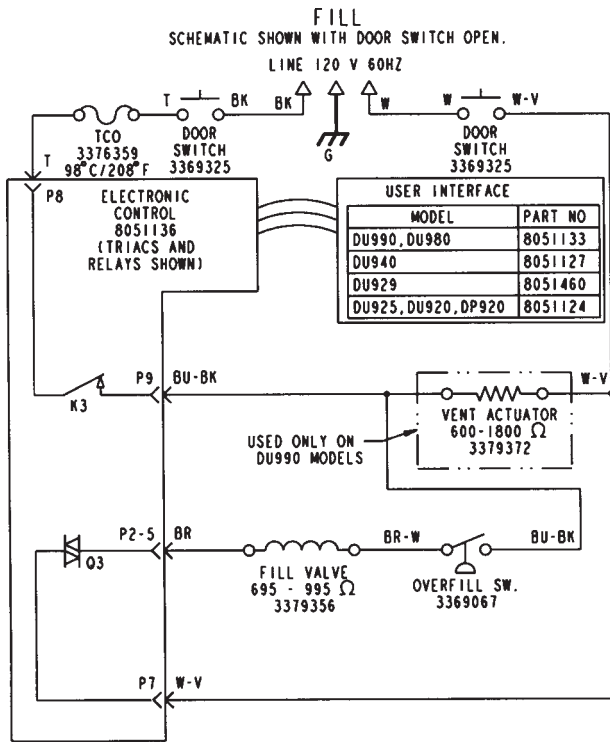 FILL
SCHEMATIC SHOWN WITH DOOR SWITCH OPEN.
LINE 120 V 60HZ
T
BK
BK
W
W
W-V
TCO
3376359
98°C/208°F
DOOR
SWITCH
3369325
G
DOOR
SWITCH
3369325
T
P8
ELECTRONIC
CONTROL
8051136
(TRIACS AND
RELAYS SHOWN)
USER INTERFACE
MODEL PART NO
DU990,DU980 8051133
DU940 8051127
DU929 8051460
DU925,DU920,DP920 8051124
K3
P9
BU-BK
W-V
VENT ACTUATOR
600-1800 Ω
3379372
USED ONLY ON
DU990 MODELS
Q3
P2-5
BR
BR-W
BU-BK
FILL VALVE
695 - 995 Ω
3379356
OVERFILL SW.
3369067
P7
W-V